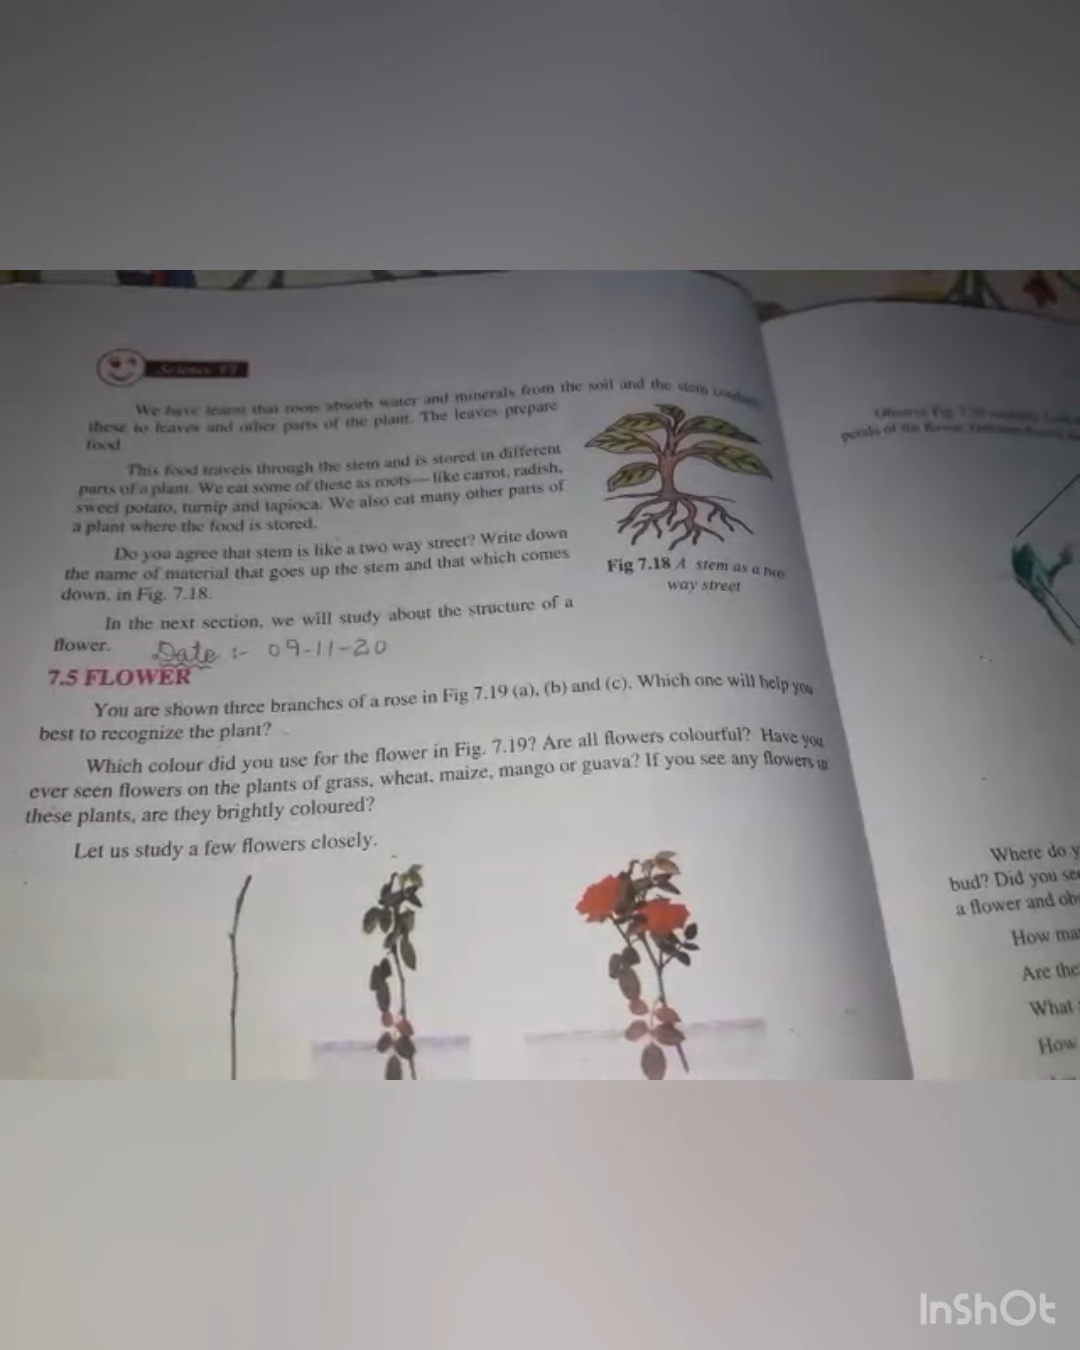 Science VI
We have learnt that roots absorb water and minerals from the soil and the stem conducts
these to leaves and other parts of the plant. The leaves prepare
food
This food travels through the stem and is stored in different
parts of a plant. We eat some of these as roots—like carrot, radish,
sweet potato, turnip and tapioca. We also eat many other parts of
a plant where the food is stored.
Do you agree that stem is like a two way street? Write down
the name of material that goes up the stem and that which comes
down, in Fig. 7.18.
Fig 7.18 A stem as a two
way street
In the next section, we will study about the structure of a
flower.
Date :- 09-11-20
7.5 FLOWER
You are shown three branches of a rose in Fig 7.19 (a), (b) and (c). Which one will help you
best to recognize the plant?
Which colour did you use for the flower in Fig. 7.19? Are all flowers colourful? Have you
ever seen flowers on the plants of grass, wheat, maize, mango or guava? If you see any flowers in
these plants, are they brightly coloured?
Let us study a few flowers closely.
Where do y
bud? Did you see
a flower and obs
How ma
Are the
What
How
InShOt